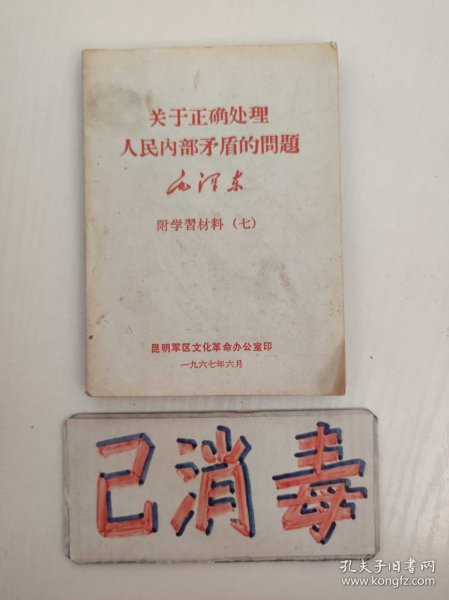 关于正确处理
人民內部矛盾的問題
毛泽东
附学習材料（七）
昆明军区文化革命办公室印
一九六七年六月
已消毒
孔夫子旧书网
www.kongfz.com